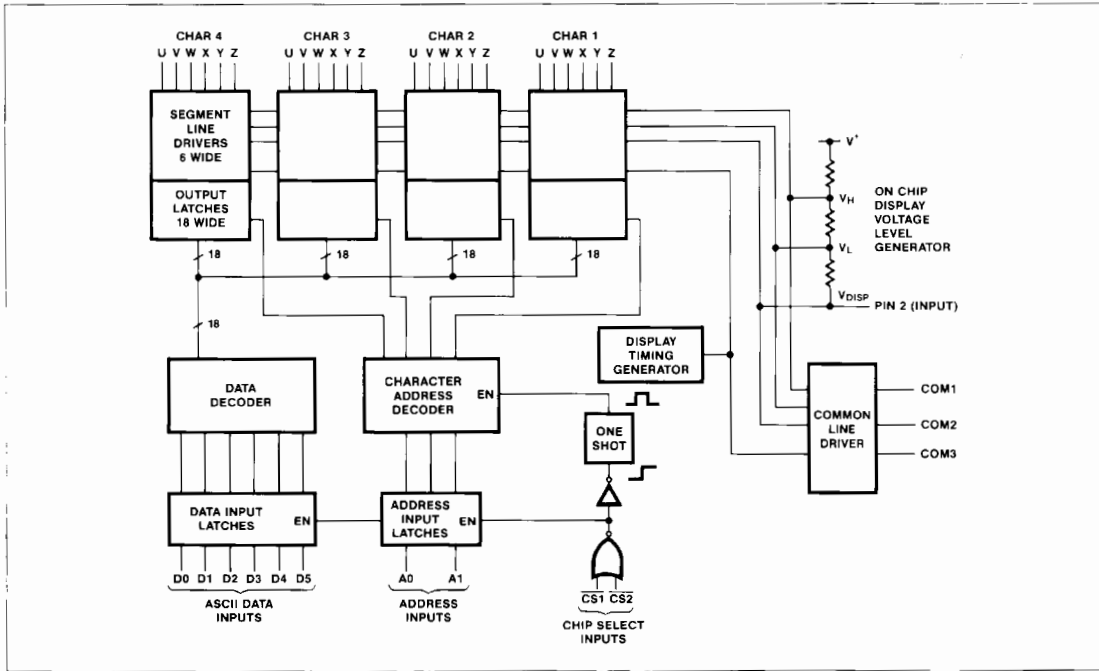 CHAR 4 CHAR 3 CHAR 2 CHAR 1
U V W X Y Z U V W X Y Z U V W X Y Z U V W X Y Z
SEGMENT
LINE
DRIVERS
6 WIDE
OUTPUT
LATCHES
18 WIDE
18 18 18 18
18
V+
VH
VL
VDISP
ON CHIP
DISPLAY
VOLTAGE
LEVEL
GENERATOR
PIN 2 (INPUT)
DISPLAY
TIMING
GENERATOR
DATA
DECODER
CHARACTER
ADDRESS
DECODER
EN
ONE
SHOT
COMMON
LINE
DRIVER
COM1
COM2
COM3
DATA INPUT
LATCHES
EN
ADDRESS
INPUT
LATCHES
EN
D0 D1 D2 D3 D4 D5
ASCII DATA
INPUTS
A0 A1
ADDRESS
INPUTS
C̅S̅1̅ C̅S̅2̅
CHIP SELECT
INPUTS